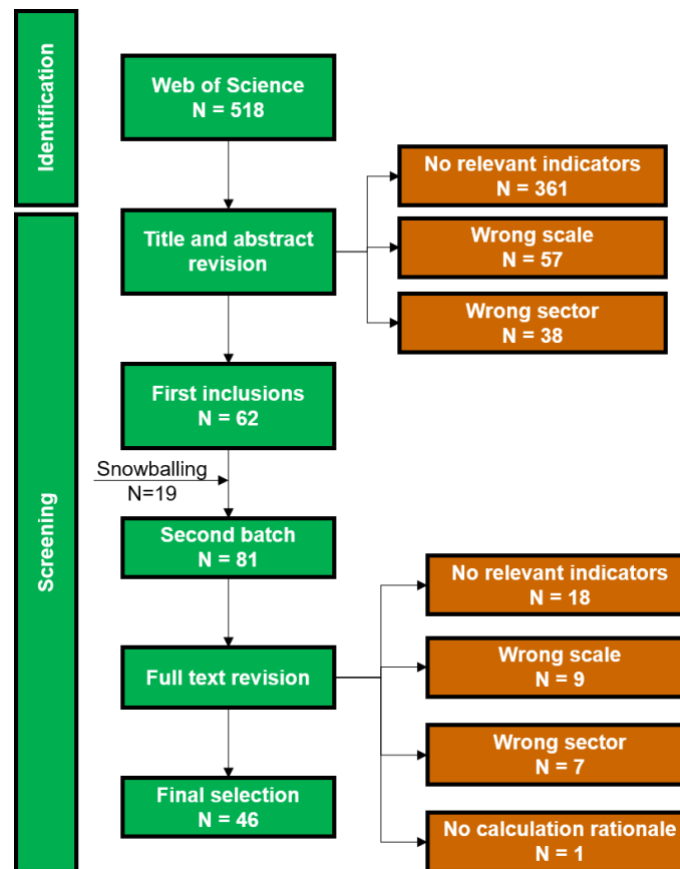 Identification
Web of Science
N = 518
No relevant indicators
N = 361
Title and abstract
revision
Wrong scale
N = 57
Wrong sector
N = 38
Screening
First inclusions
N = 62
Snowballing
N=19
Second batch
N = 81
No relevant indicators
N = 18
Full text revision
Wrong scale
N = 9
Wrong sector
N = 7
Final selection
N = 46
No calculation rationale
N = 1